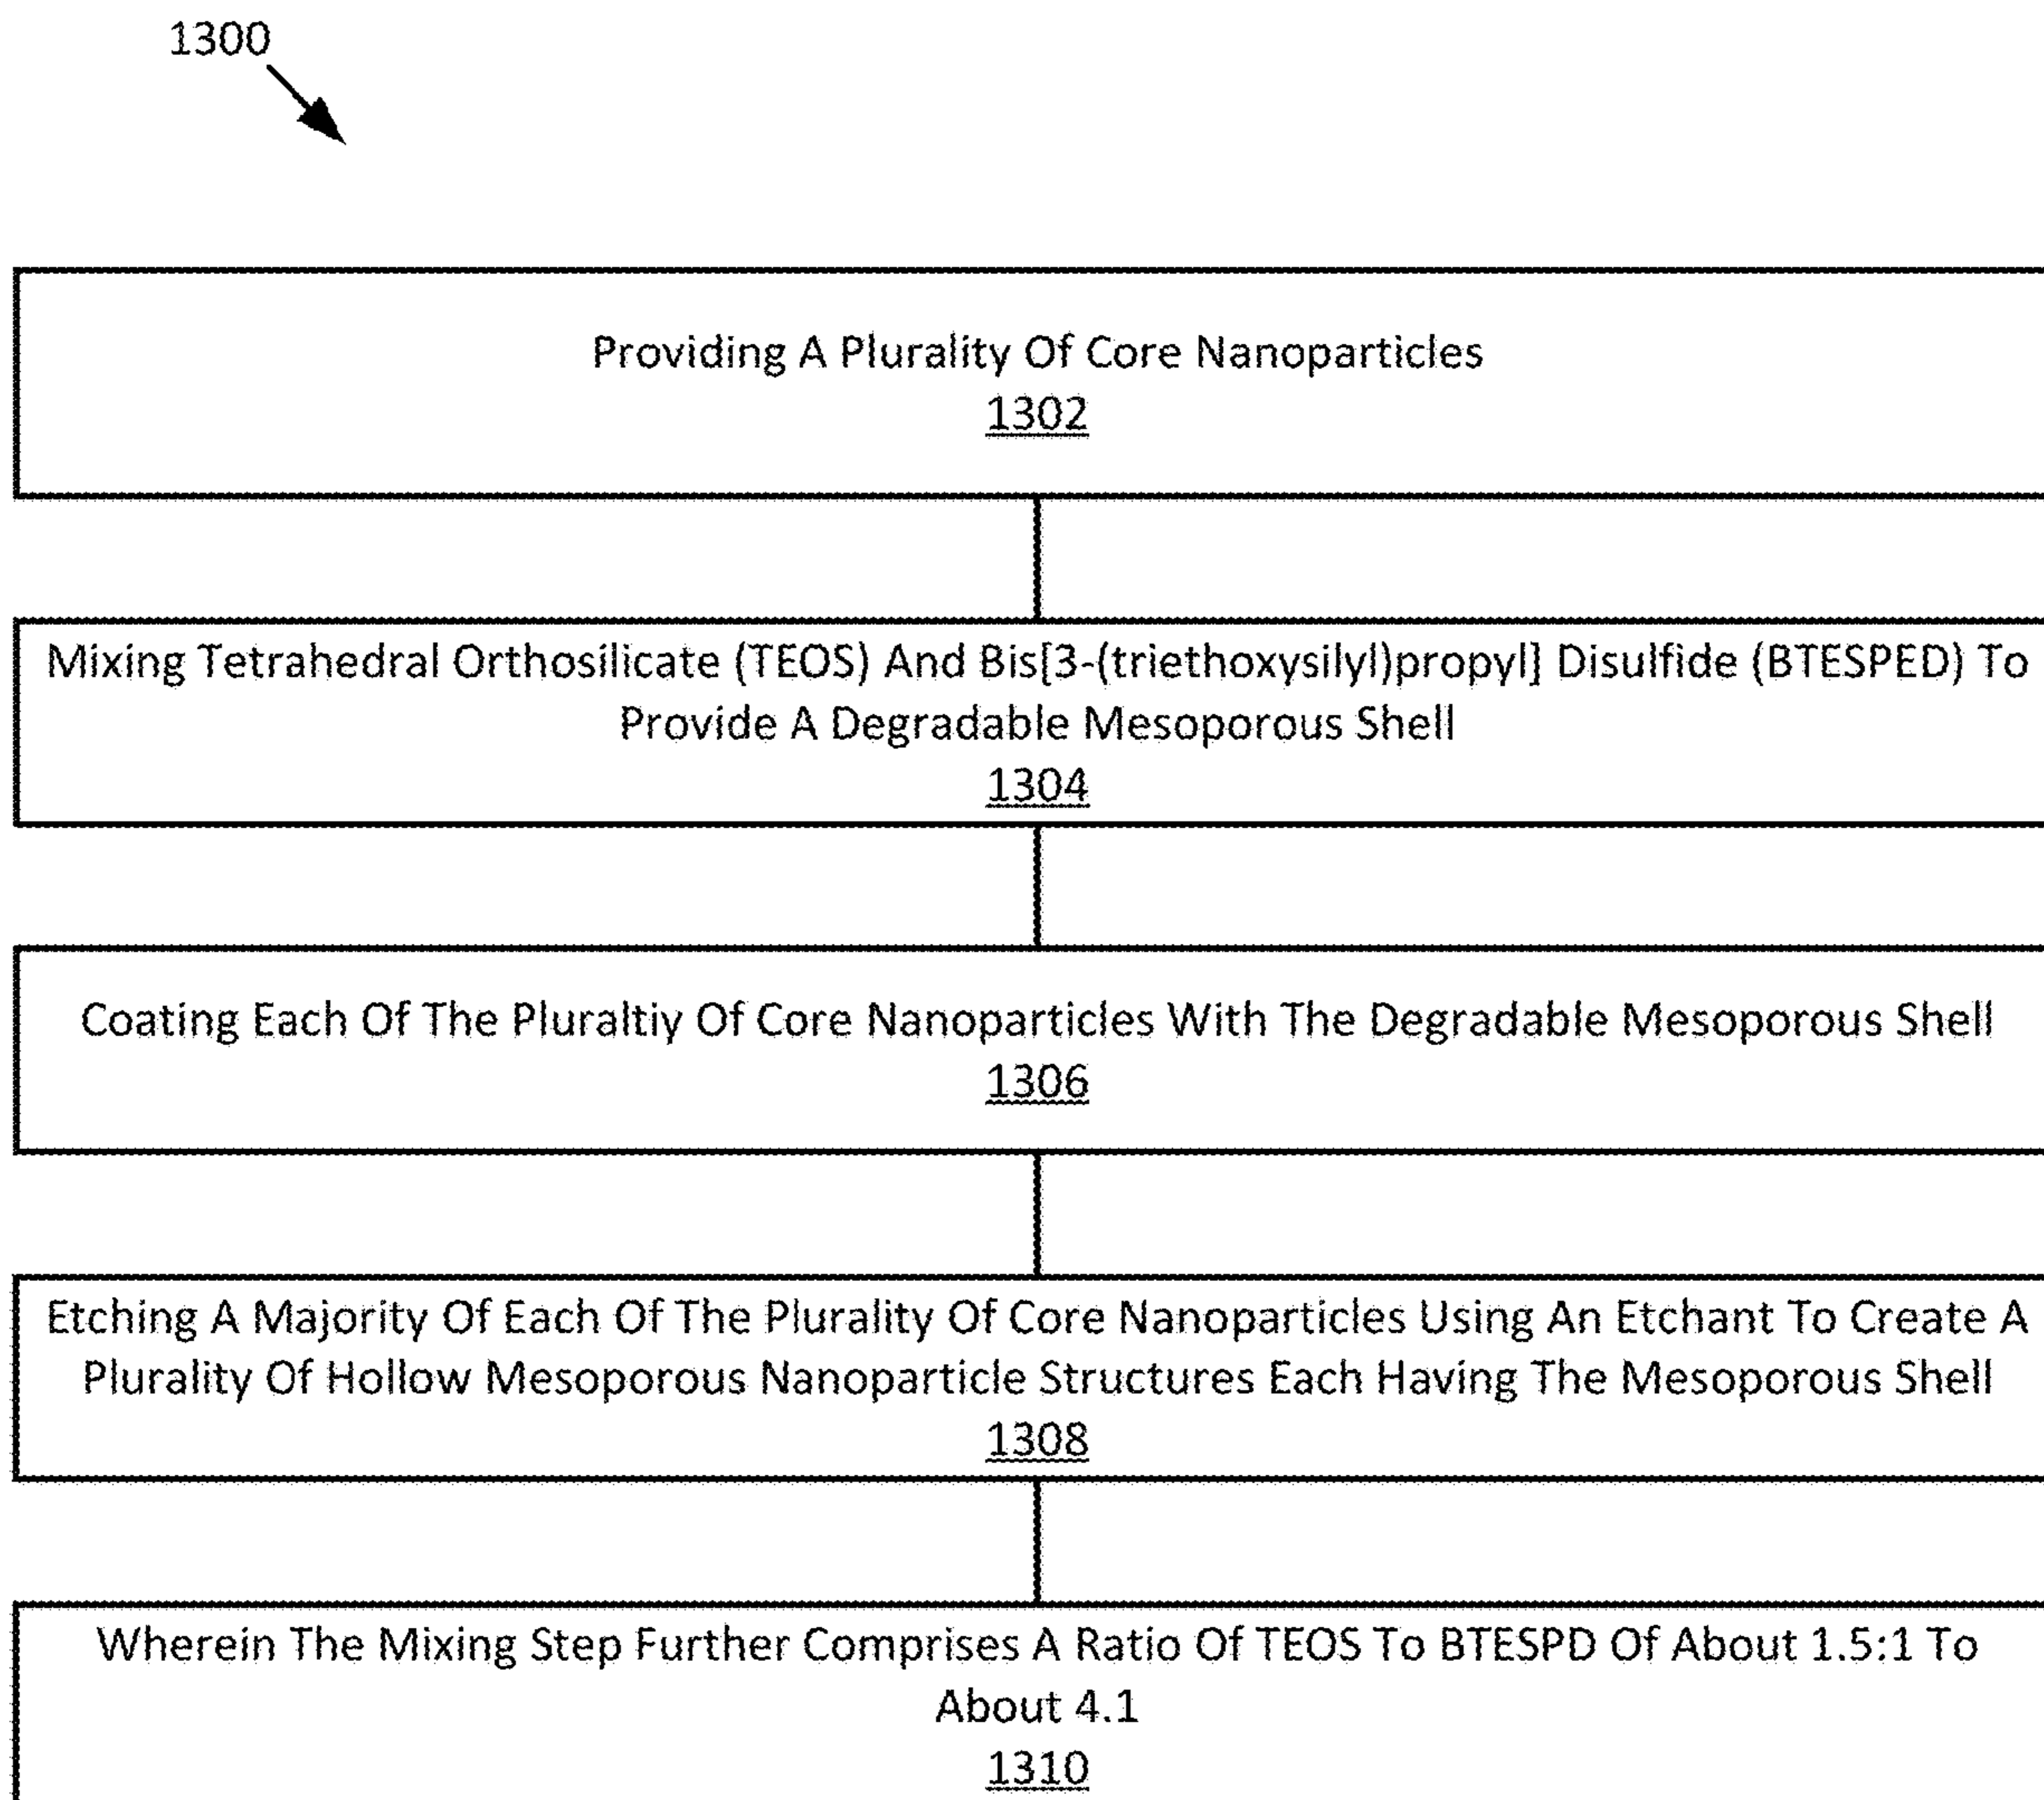 1300
Providing A Plurality Of Core Nanoparticles
1302
Mixing Tetrahedral Orthosilicate (TEOS) And Bis[3-(triethoxysilyl)propyl] Disulfide (BTESPED) To
Provide A Degradable Mesoporous Shell
1304
Coating Each Of The Pluraltiy Of Core Nanoparticles With The Degradable Mesoporous Shell
1306
Etching A Majority Of Each Of The Plurality Of Core Nanoparticles Using An Etchant To Create A
Plurality Of Hollow Mesoporous Nanoparticle Structures Each Having The Mesoporous Shell
1308
Wherein The Mixing Step Further Comprises A Ratio Of TEOS To BTESPD Of About 1.5:1 To
About 4.1
1310